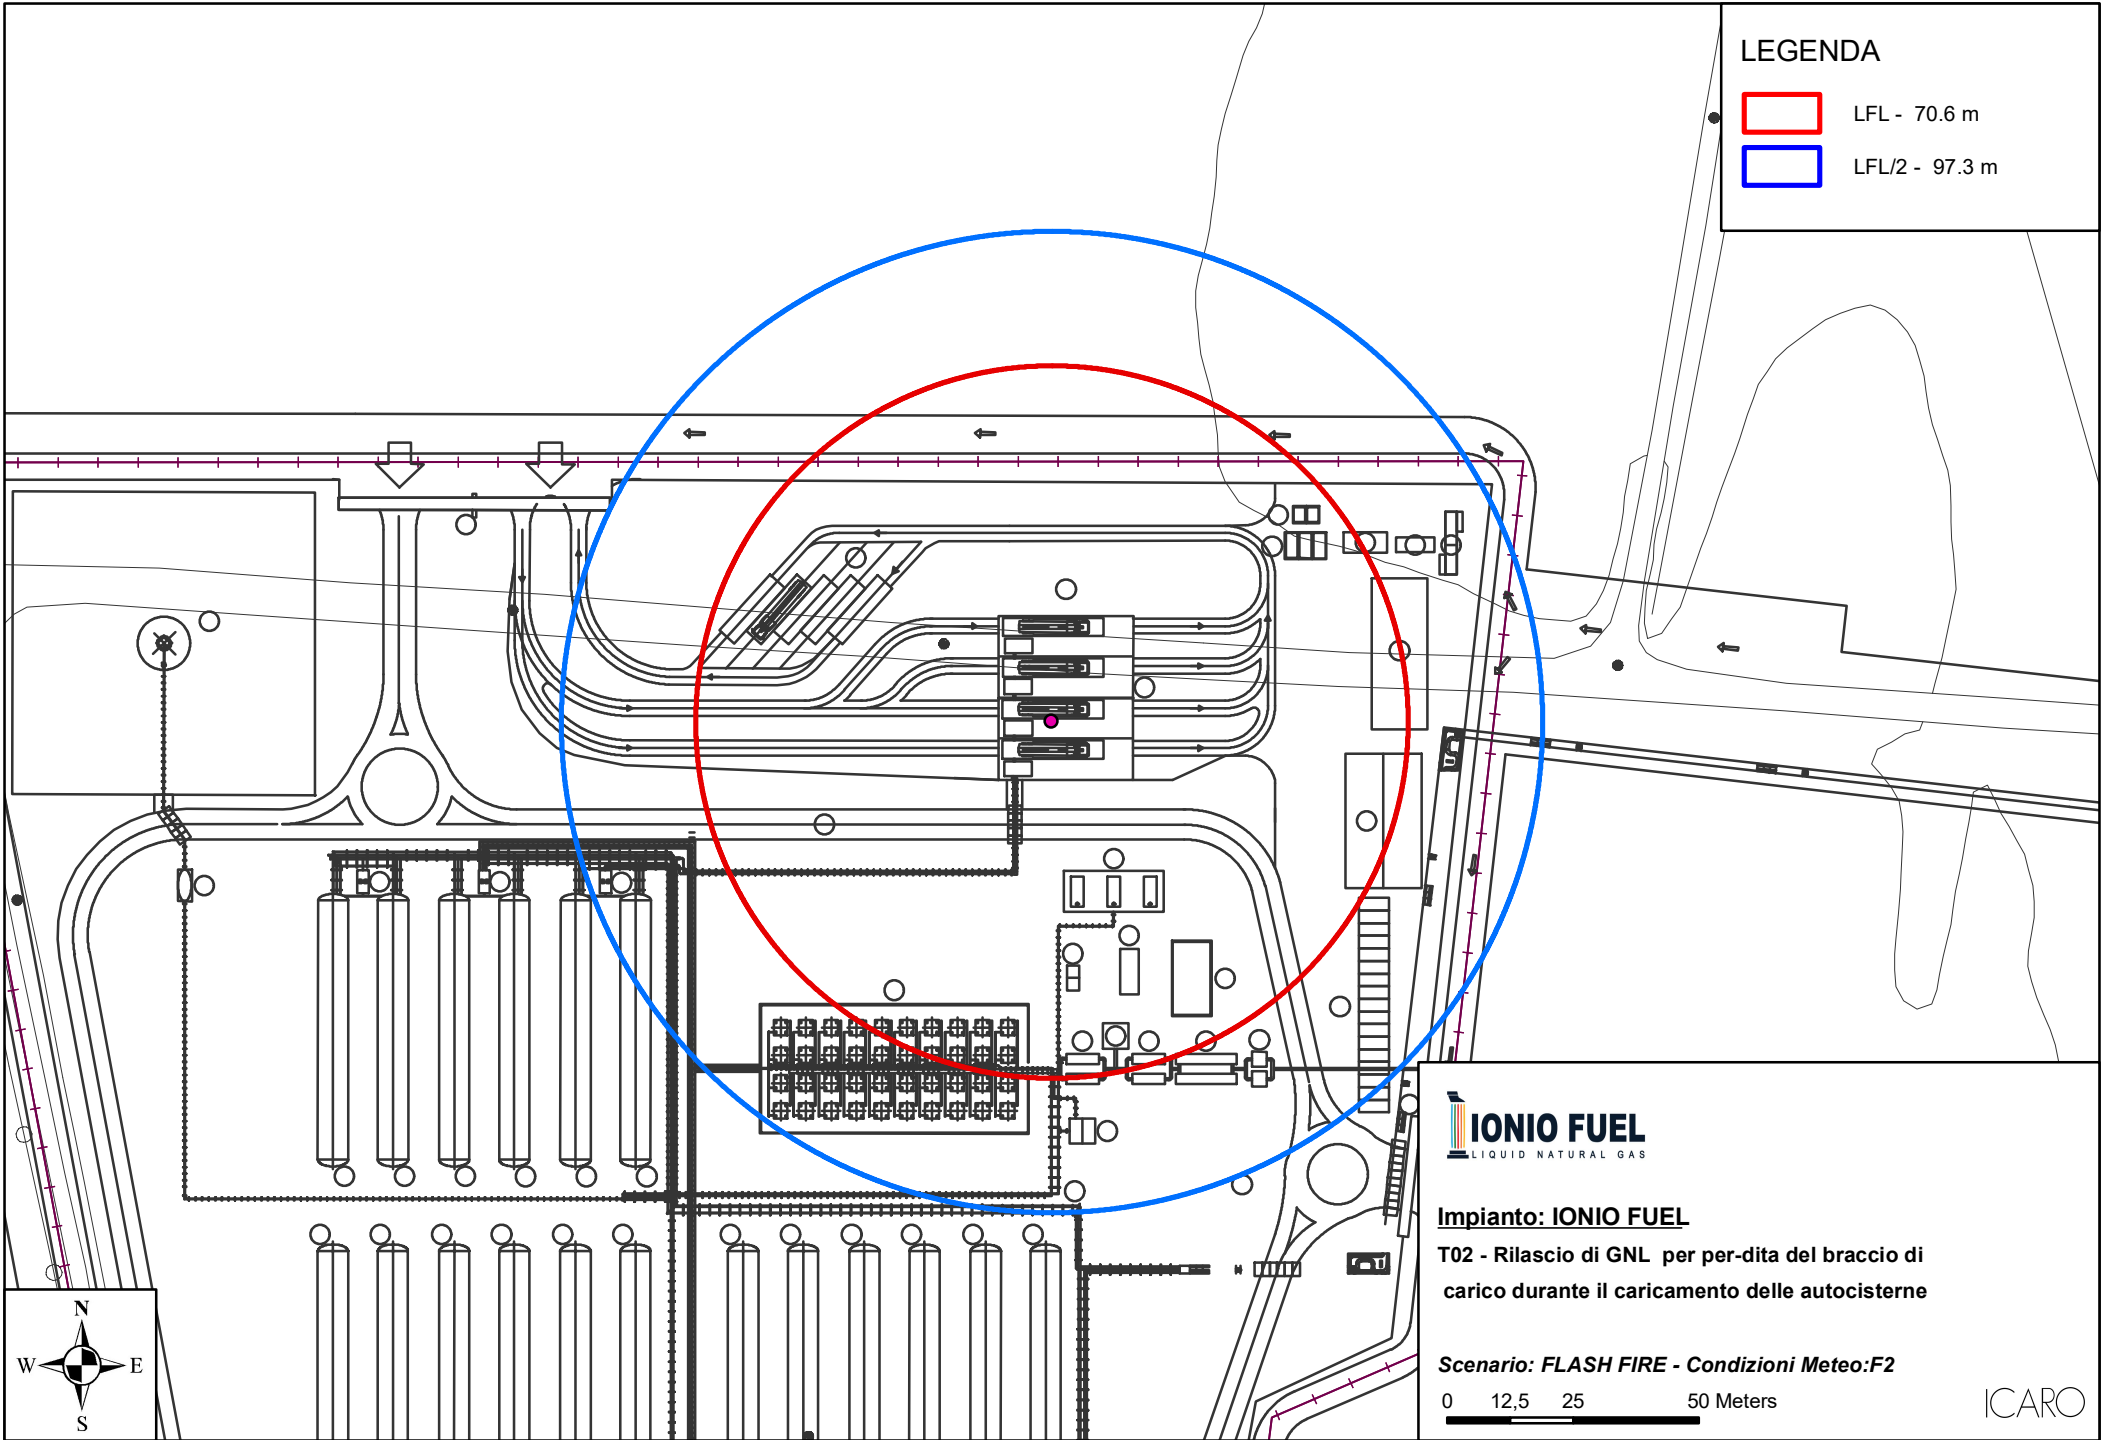 LEGENDA
LFL - 70.6 m
LFL/2 - 97.3 m
IONIO FUEL
LIQUID NATURAL GAS
Impianto: IONIO FUEL
T02 - Rilascio di GNL per per-dita del braccio di
carico durante il caricamento delle autocisterne
Scenario: FLASH FIRE - Condizioni Meteo:F2
0 12,5 25 50 Meters
ICARO
N
W E
S